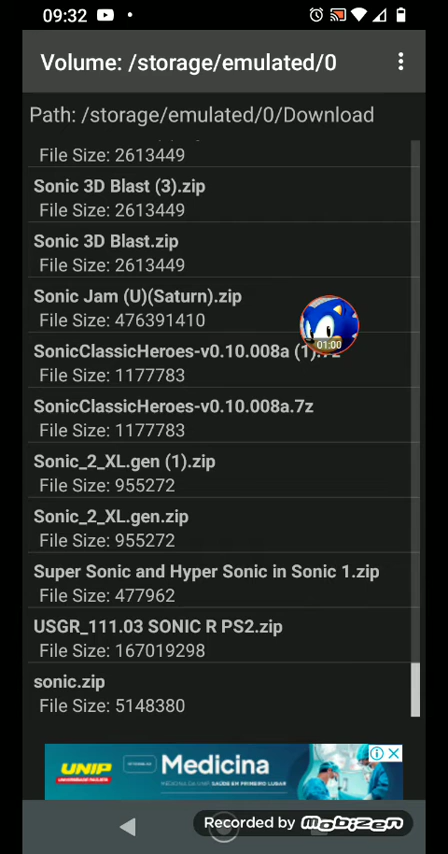 09:32
Volume: /storage/emulated/0
Path: /storage/emulated/0/Download
File Size: 2613449
Sonic 3D Blast (3).zip
File Size: 2613449
Sonic 3D Blast.zip
File Size: 2613449
Sonic Jam (U)(Saturn).zip
File Size: 476391410
01:00
SonicClassicHeroes-v0.10.008a (1).7z
File Size: 1177783
SonicClassicHeroes-v0.10.008a.7z
File Size: 1177783
Sonic_2_XL.gen (1).zip
File Size: 955272
Sonic_2_XL.gen.zip
File Size: 955272
Super Sonic and Hyper Sonic in Sonic 1.zip
File Size: 477962
USGR_111.03 SONIC R PS2.zip
File Size: 167019298
sonic.zip
File Size: 5148380
UNIP
Medicina
Recorded by mobizen